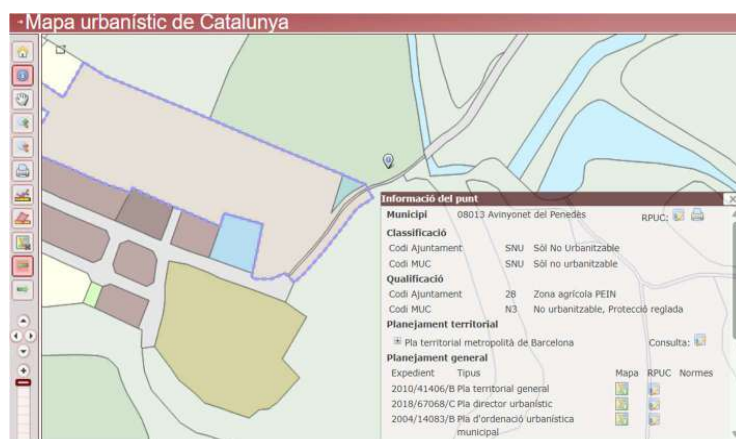 Mapa urbanístic de Catalunya
Informació del punt
Municipi 08013 Avinyonet del Penedès RPUC:
Classificació
Codi Ajuntament SNU Sòl No Urbanitzable
Codi MUC SNU Sòl no urbanitzable
Qualificació
Codi Ajuntament 28 Zona agrícola PEIN
Codi MUC N3 No urbanitzable, Protecció reglada
Planejament territorial
Pla territorial metropolità de Barcelona Consulta:
Planejament general
Expedient Tipus Mapa RPUC Normes
2010/41406/B Pla territorial general
2018/67068/C Pla director urbanístic
2004/14083/B Pla d'ordenació urbanística
municipal